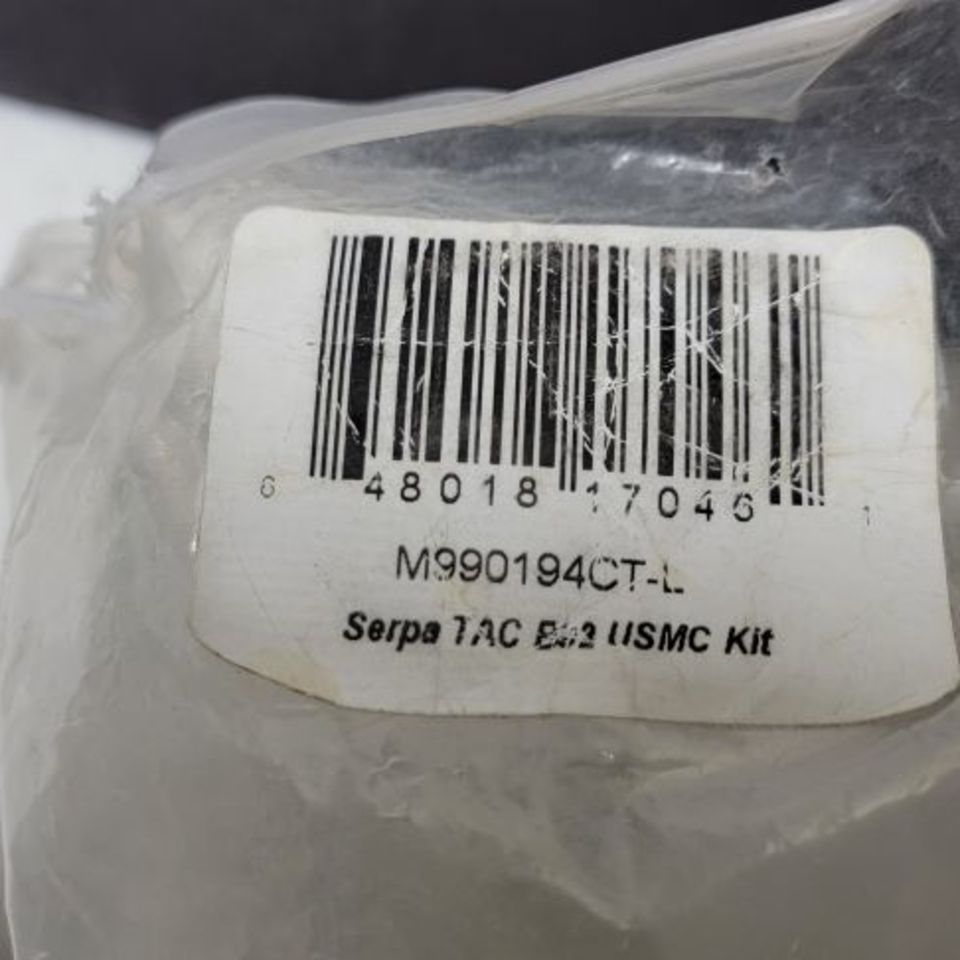 6 48018 17046 1
M990194CT-L
Serpa TAC USMC Kit